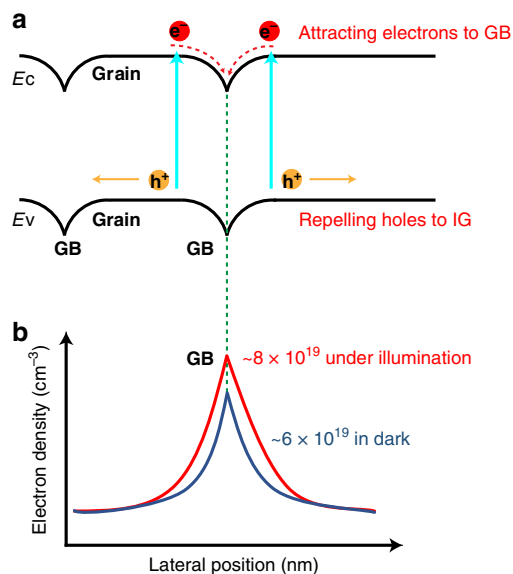 a
e⁻ e⁻ Attracting electrons to GB
Ec Grain
h⁺ h⁺
Ev Grain Repelling holes to IG
GB GB
b
GB ~8 × 10¹⁹ under illumination
~6 × 10¹⁹ in dark
Electron density (cm⁻³)
Lateral position (nm)